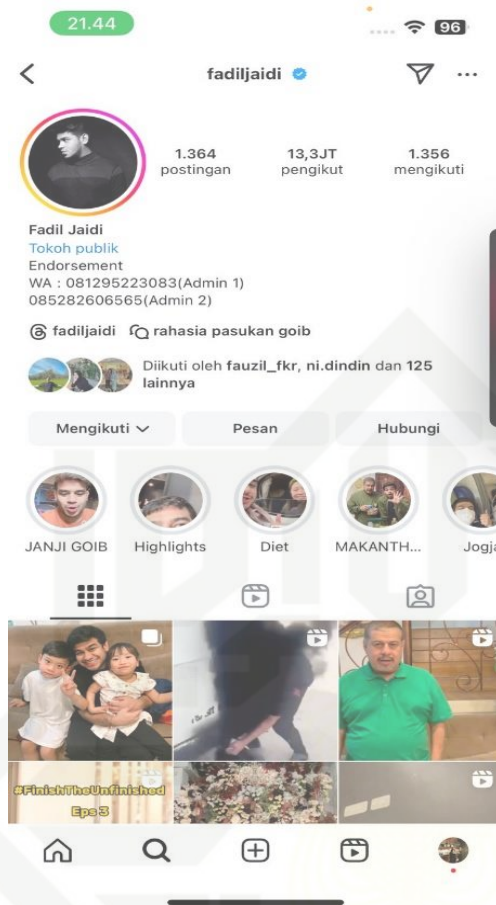 21.44
96
fadiljaidi
1.364 13,3JT 1.356
postingan pengikut mengikuti
Fadil Jaidi
Tokoh publik
Endorsement
WA : 081295223083(Admin 1)
085282606565(Admin 2)
fadiljaidi rahasia pasukan goib
Diikuti oleh fauzil_fkr, ni.dindin dan 125
lainnya
Mengikuti Pesan Hubungi
JANJI GOIB Highlights Diet MAKANTH... Jogja
#FinishTheUnfinished
Eps 3